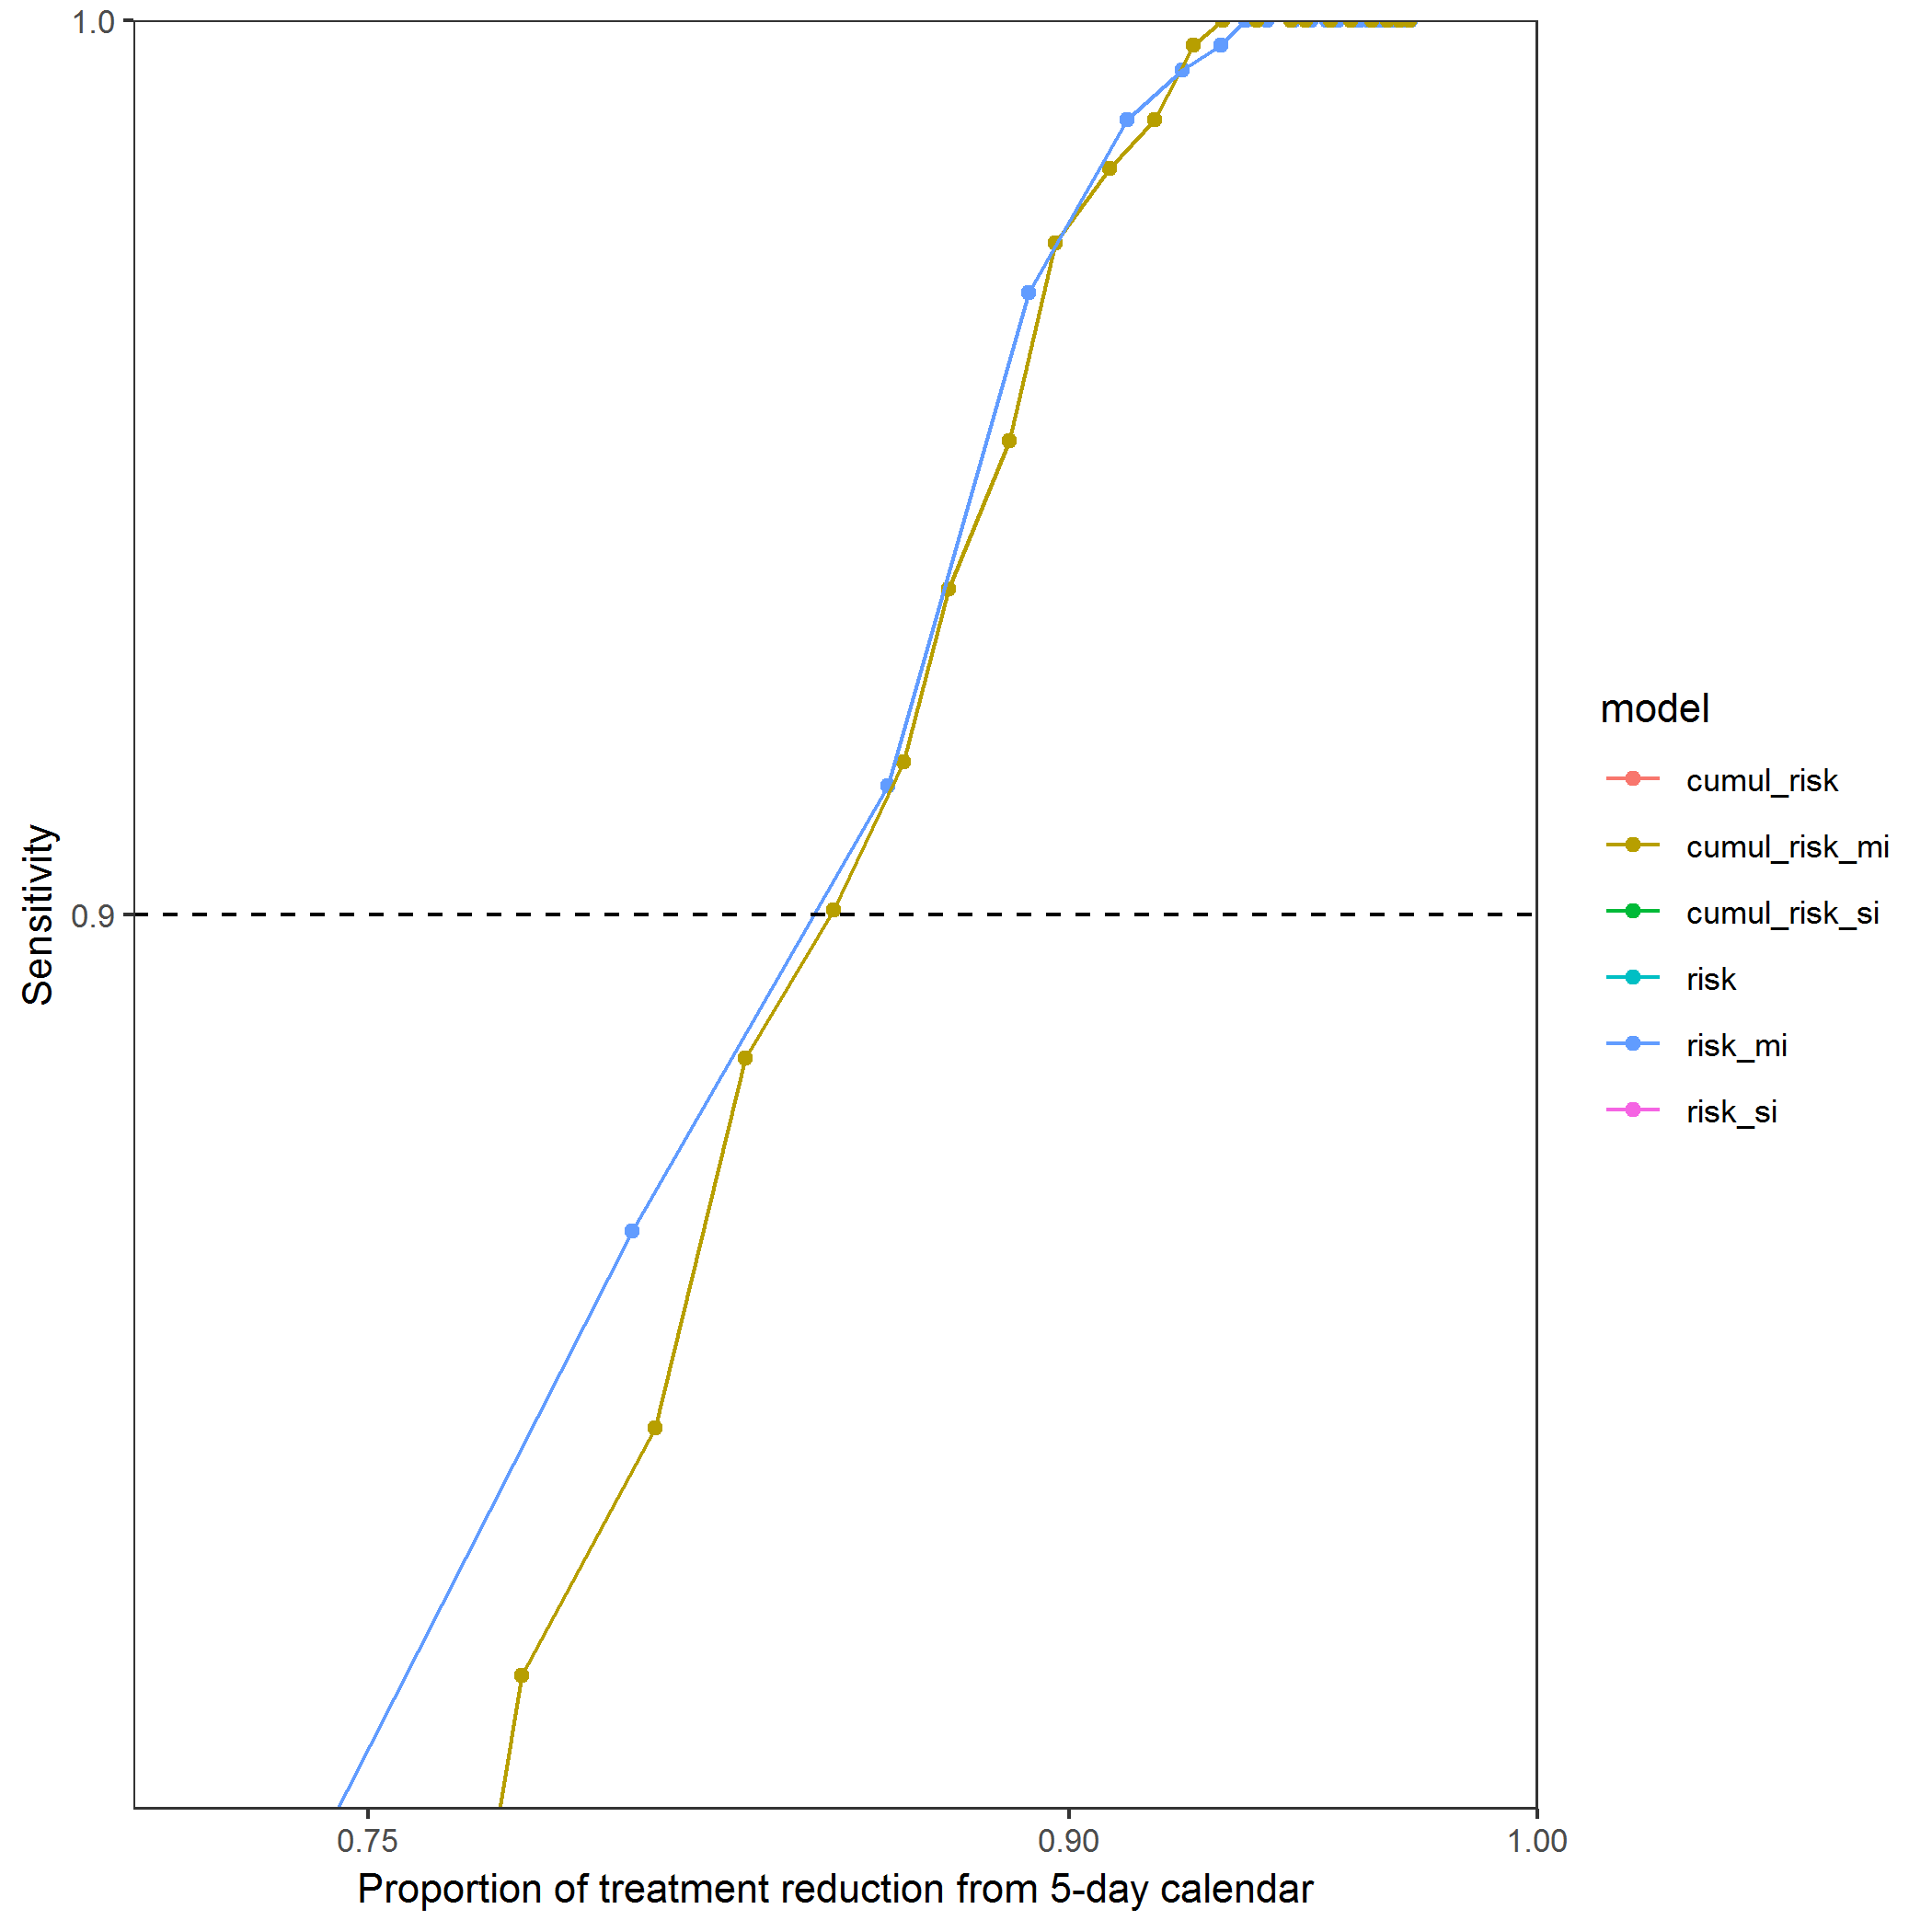 1.0
0.9
Sensitivity
0.75
0.90
1.00
Proportion of treatment reduction from 5-day calendar
model
cumul_risk
cumul_risk_mi
cumul_risk_si
risk
risk_mi
risk_si